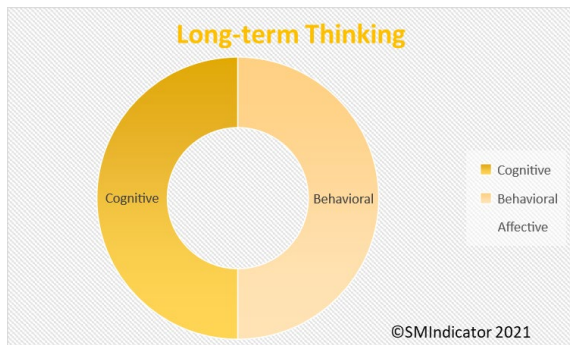 Long-term Thinking
Cognitive
Behavioral
Cognitive
Behavioral
Affective
©SMIndicator 2021